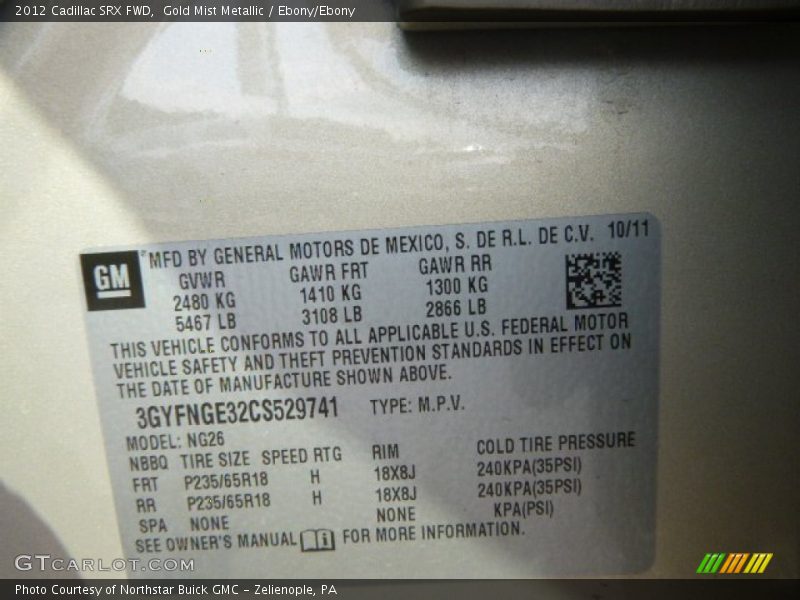 2012 Cadillac SRX FWD, Gold Mist Metallic / Ebony/Ebony
GM
MFD BY GENERAL MOTORS DE MEXICO, S. DE R.L. DE C.V. 10/11
GVWR GAWR FRT GAWR RR
2480 KG 1410 KG 1300 KG
5467 LB 3108 LB 2866 LB
THIS VEHICLE CONFORMS TO ALL APPLICABLE U.S. FEDERAL MOTOR
VEHICLE SAFETY AND THEFT PREVENTION STANDARDS IN EFFECT ON
THE DATE OF MANUFACTURE SHOWN ABOVE.
3GYFNGE32CS529741 TYPE: M.P.V.
MODEL: NG26
NBBQ TIRE SIZE SPEED RTG RIM COLD TIRE PRESSURE
FRT P235/65R18 H 18X8J 240KPA(35PSI)
RR P235/65R18 H 18X8J 240KPA(35PSI)
SPA NONE NONE KPA(PSI)
SEE OWNER'S MANUAL FOR MORE INFORMATION.
GTCARLOT.COM
Photo Courtesy of Northstar Buick GMC - Zelienople, PA